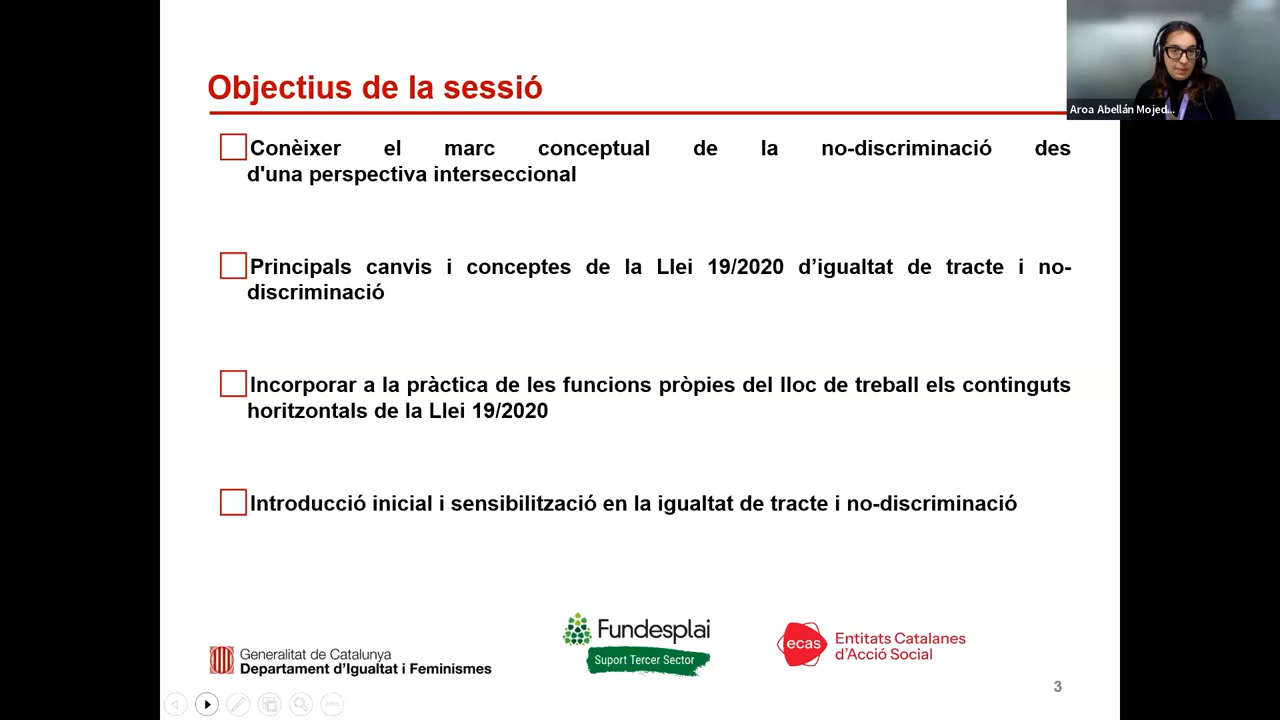 Objectius de la sessió
Aroa Abellán Mojed...
Conèixer el marc conceptual de la no-discriminació des
d'una perspectiva interseccional
Principals canvis i conceptes de la Llei 19/2020 d’igualtat de tracte i no-
discriminació
Incorporar a la pràctica de les funcions pròpies del lloc de treball els continguts
horitzontals de la Llei 19/2020
Introducció inicial i sensibilització en la igualtat de tracte i no-discriminació
Generalitat de Catalunya
Departament d’Igualtat i Feminismes
Fundesplai
Suport Tercer Sector
ecas
Entitats Catalanes
d’Acció Social
3